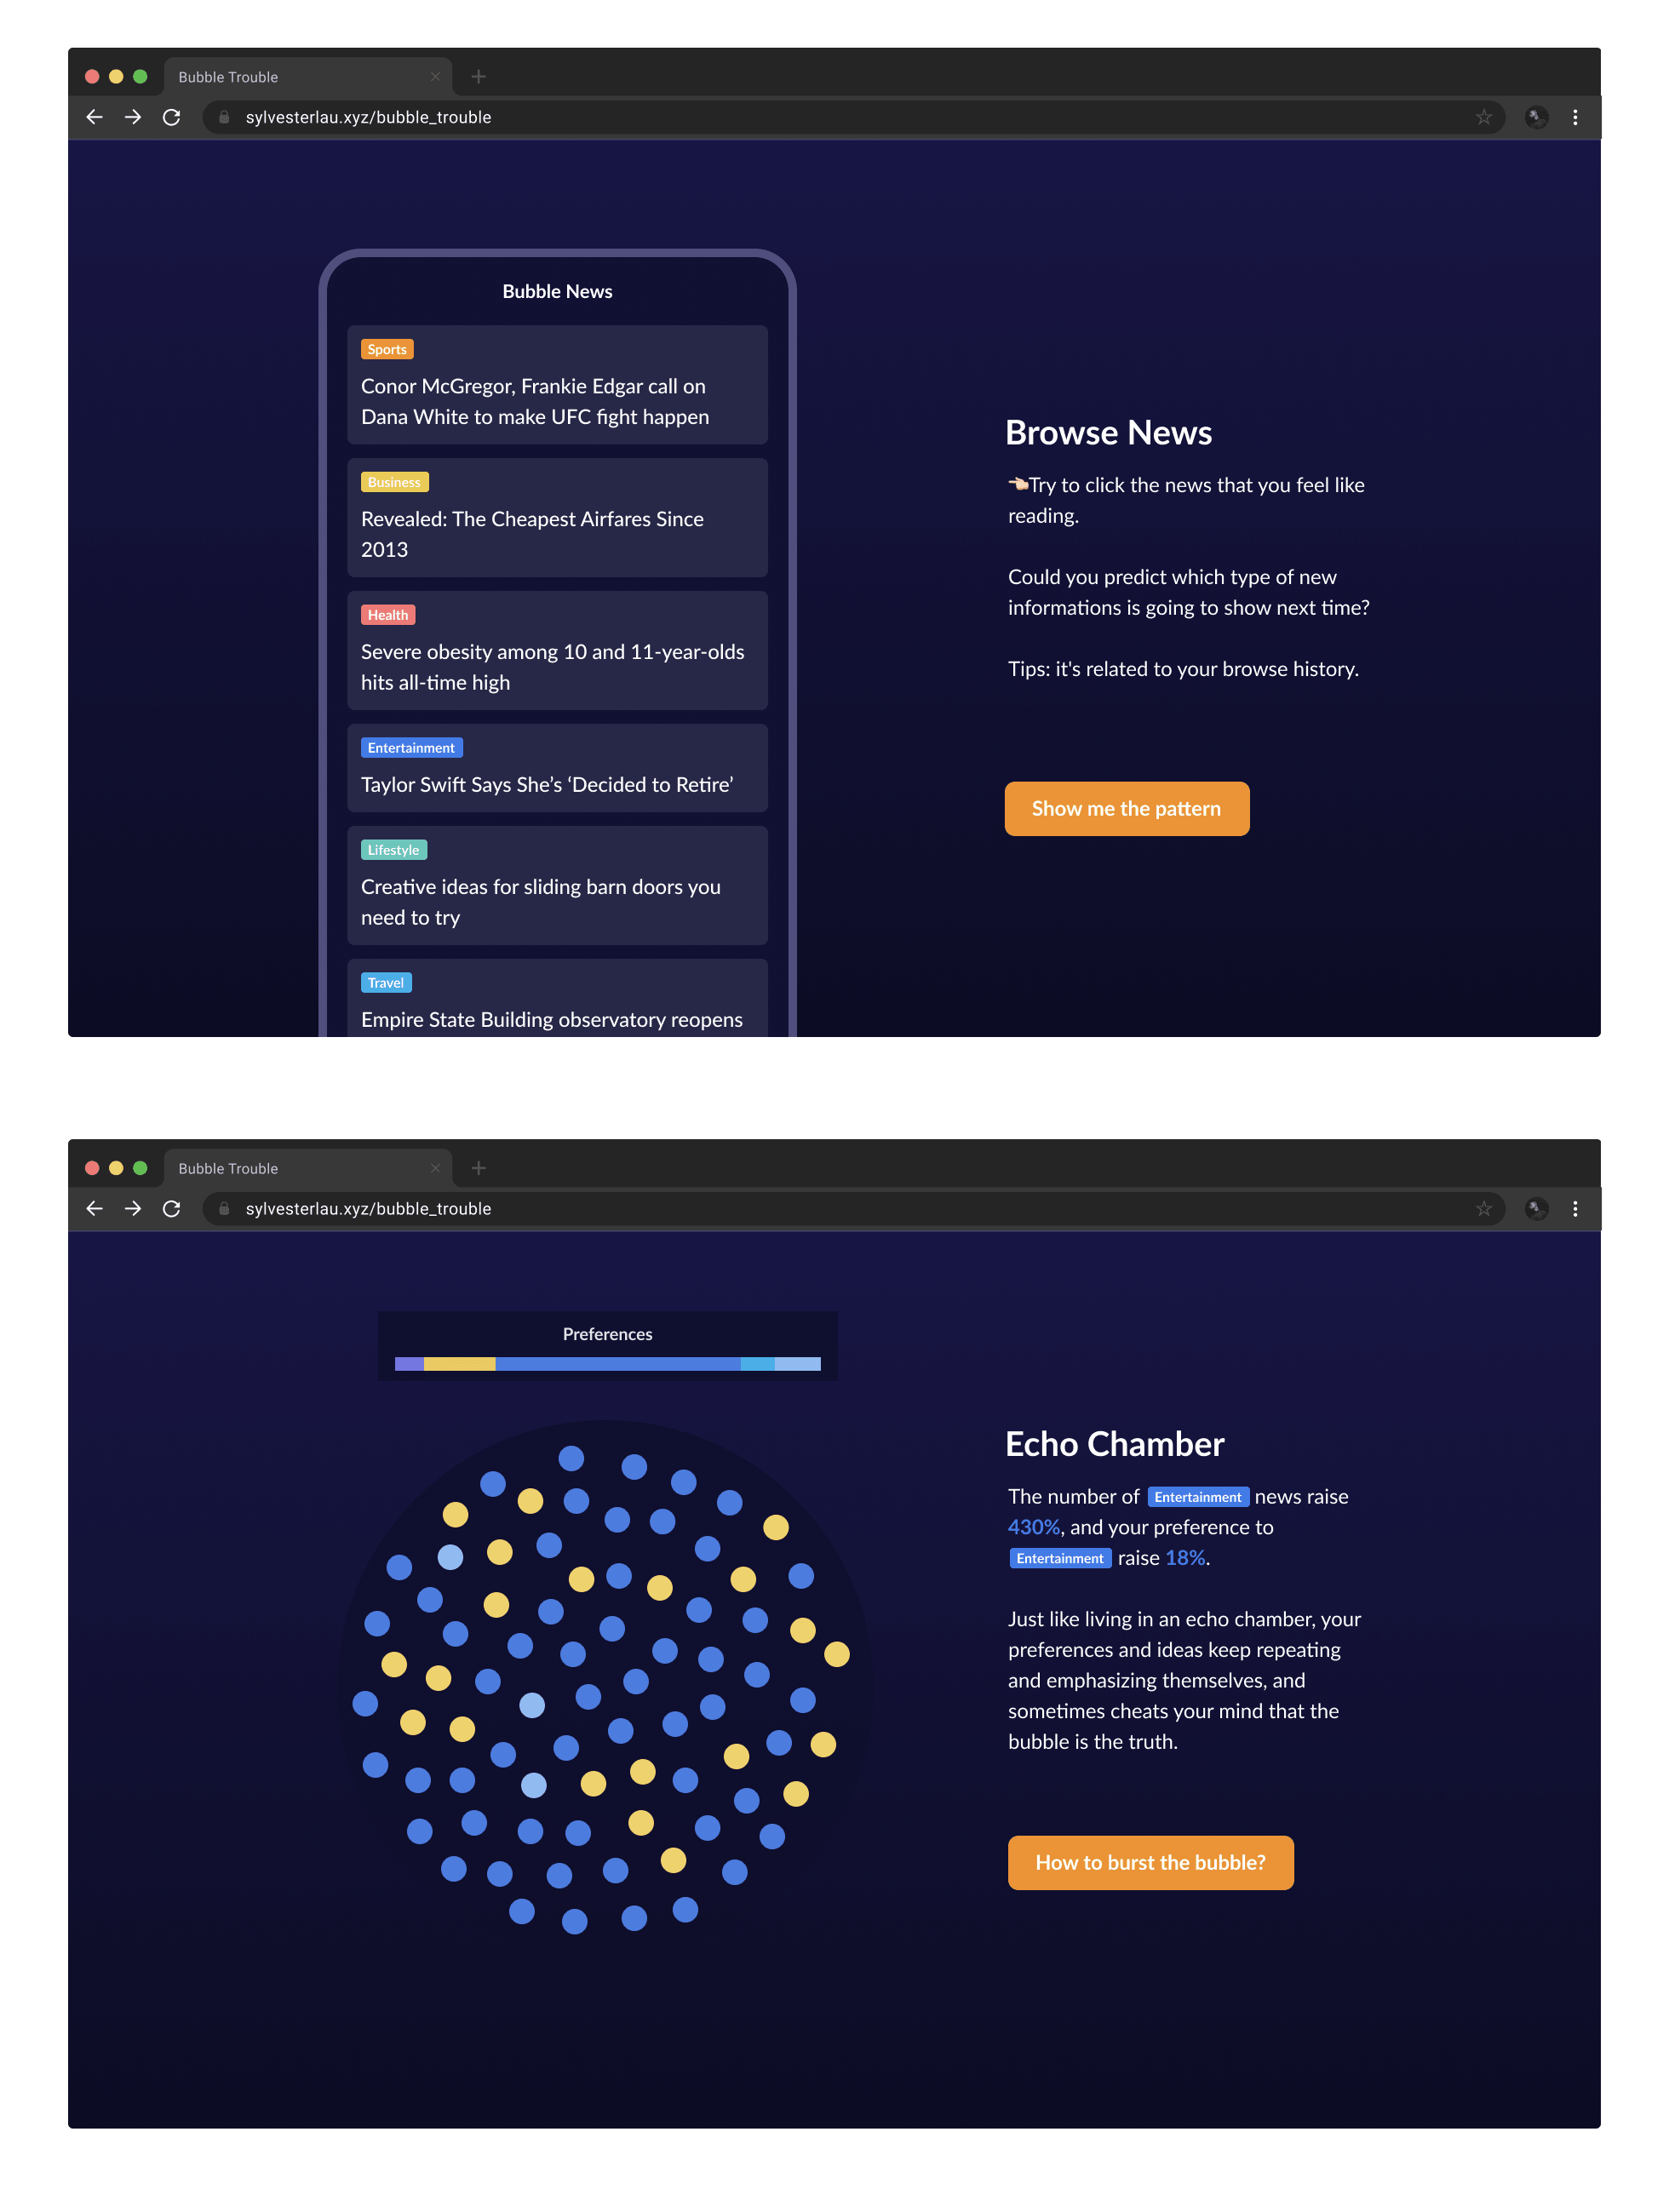 Bubble Trouble
sylvesterlau.xyz/bubble_trouble
Bubble News
Sports
Conor McGregor, Frankie Edgar call on
Dana White to make UFC fight happen
Business
Revealed: The Cheapest Airfares Since
2013
Health
Severe obesity among 10 and 11-year-olds
hits all-time high
Entertainment
Taylor Swift Says She’s ‘Decided to Retire’
Lifestyle
Creative ideas for sliding barn doors you
need to try
Travel
Empire State Building observatory reopens
Browse News
👈🏻Try to click the news that you feel like
reading.
Could you predict which type of new
informations is going to show next time?
Tips: it's related to your browse history.
Show me the pattern
Bubble Trouble
sylvesterlau.xyz/bubble_trouble
Preferences
Echo Chamber
The number of Entertainment news raise
430%, and your preference to
Entertainment raise 18%.
Just like living in an echo chamber, your
preferences and ideas keep repeating
and emphasizing themselves, and
sometimes cheats your mind that the
bubble is the truth.
How to burst the bubble?